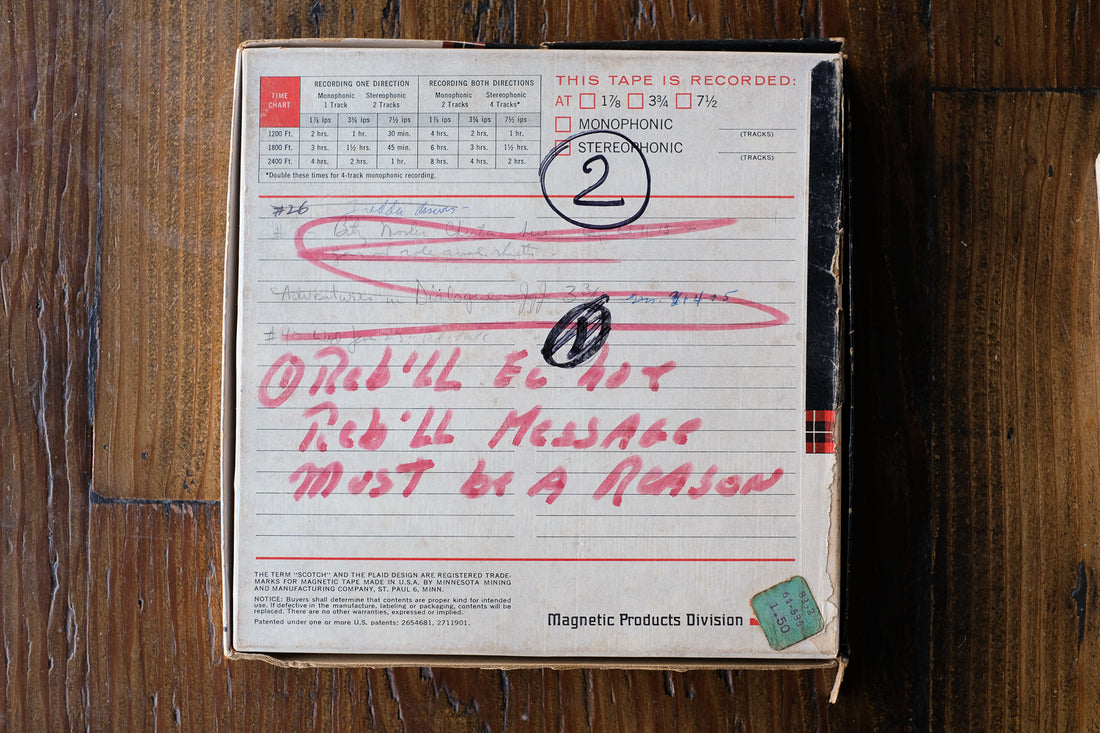 TIME CHART
RECORDING ONE DIRECTION RECORDING BOTH DIRECTIONS
Monophonic Stereophonic Monophonic Stereophonic
1 Track 2 Tracks 2 Tracks 4 Tracks*
1⅞ ips 3¾ ips 7½ ips 1⅞ ips 3¾ ips 7½ ips
1200 Ft. 2 hrs. 1 hr. 30 min. 4 hrs. 2 hrs. 1 hr.
1800 Ft. 3 hrs. 1½ hrs. 45 min. 6 hrs. 3 hrs. 1½ hrs.
2400 Ft. 4 hrs. 2 hrs. 1 hr. 8 hrs. 4 hrs. 2 hrs.
*Double these times for 4-track monophonic recording.
THIS TAPE IS RECORDED:
AT 1⅞ 3¾ 7½
MONOPHONIC (TRACKS)
STEREOPHONIC (TRACKS)
2
#26
Adventures in Dialogue 3¾
1
1 Reb'll
Reb'll Message
Must be A Reason
THE TERM "SCOTCH" AND THE PLAID DESIGN ARE REGISTERED TRADE-
MARKS FOR MAGNETIC TAPE MADE IN U.S.A. BY MINNESOTA MINING
AND MANUFACTURING COMPANY, ST. PAUL 6, MINN.
NOTICE: Buyers shall determine that contents are proper kind for intended
use. If defective in the manufacture, labeling or packaging, contents will be
replaced. There are no other warranties, expressed or implied.
Patented under one or more U.S. patents: 2654681, 2711901.
Magnetic Products Division
1.50